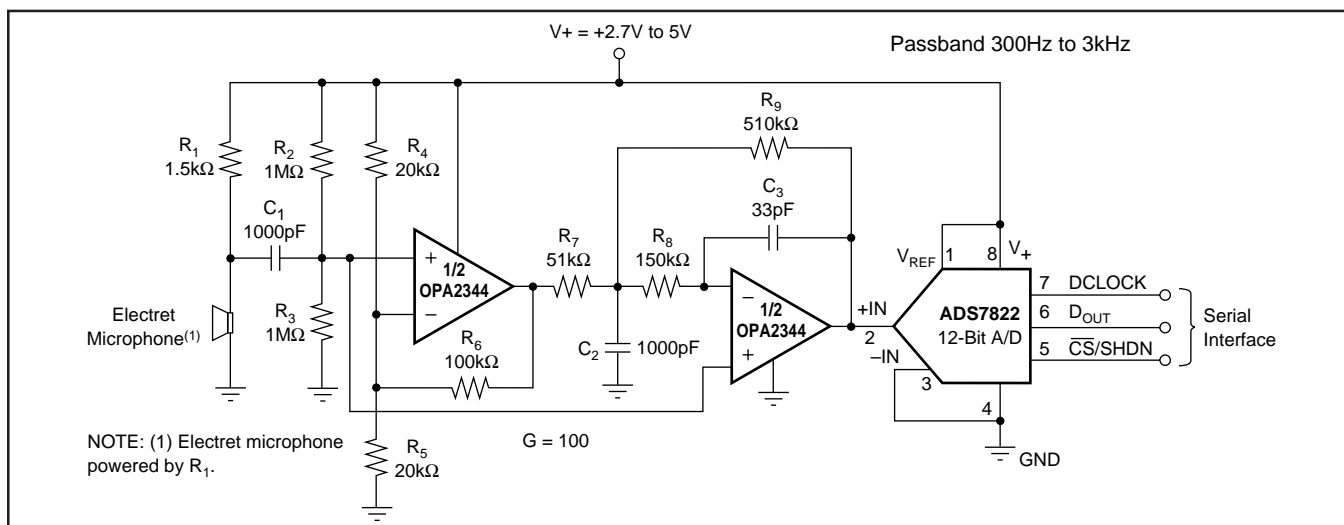 V+ = +2.7V to 5V
Passband 300Hz to 3kHz
R1
1.5kΩ
R2
1MΩ
R4
20kΩ
R9
510kΩ
C3
33pF
C1
1000pF
R7
51kΩ
R8
150kΩ
VREF
1
8
V+
+
1/2
OPA2344
–
–
1/2
OPA2344
+
+IN
2
–IN
3
ADS7822
12-Bit A/D
4
7 DCLOCK
6 DOUT
5 C̅S̅/SHDN
Serial
Interface
Electret
Microphone(1)
R3
1MΩ
R6
100kΩ
C2
1000pF
R5
20kΩ
G = 100
GND
NOTE: (1) Electret microphone
powered by R1.